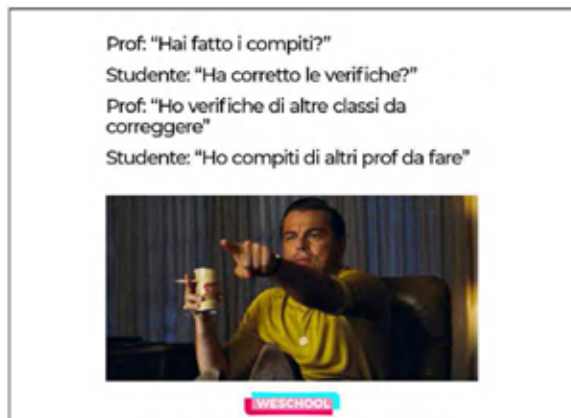 Prof: “Hai fatto i compiti?”
Studente: “Ha corretto le verifiche?”
Prof: “Ho verifiche di altre classi da
correggere”
Studente: “Ho compiti di altri prof da fare”
WESCHOOL